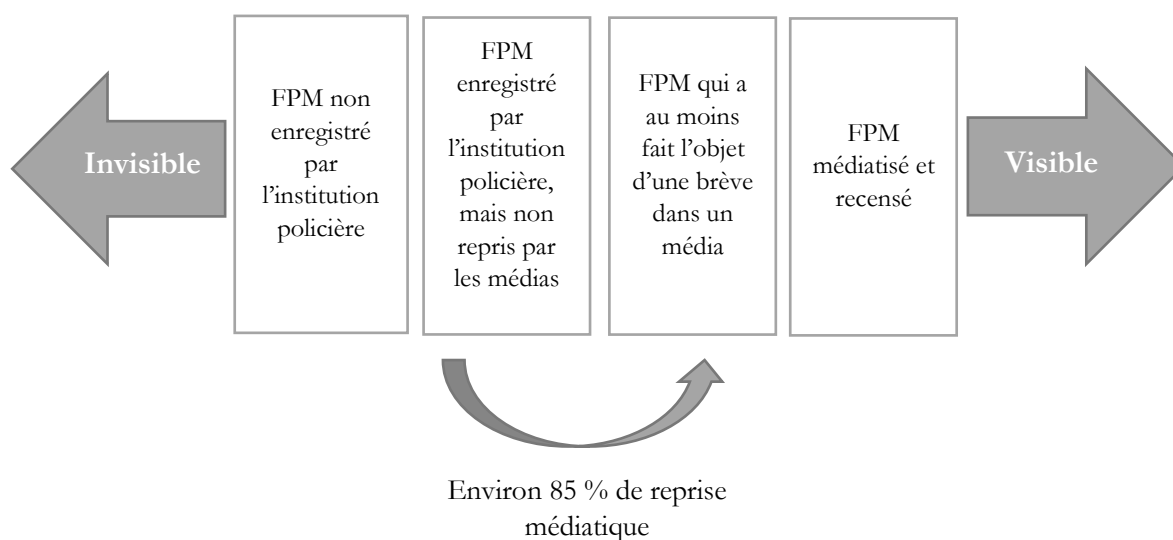 Invisible
FPM non
enregistré
par
l’institution
policière
FPM
enregistré
par
l’institution
policière,
mais non
repris par
les médias
FPM qui a
au moins
fait l’objet
d’une brève
dans un
média
FPM
médiatisé et
recensé
Visible
Environ 85 % de reprise
médiatique